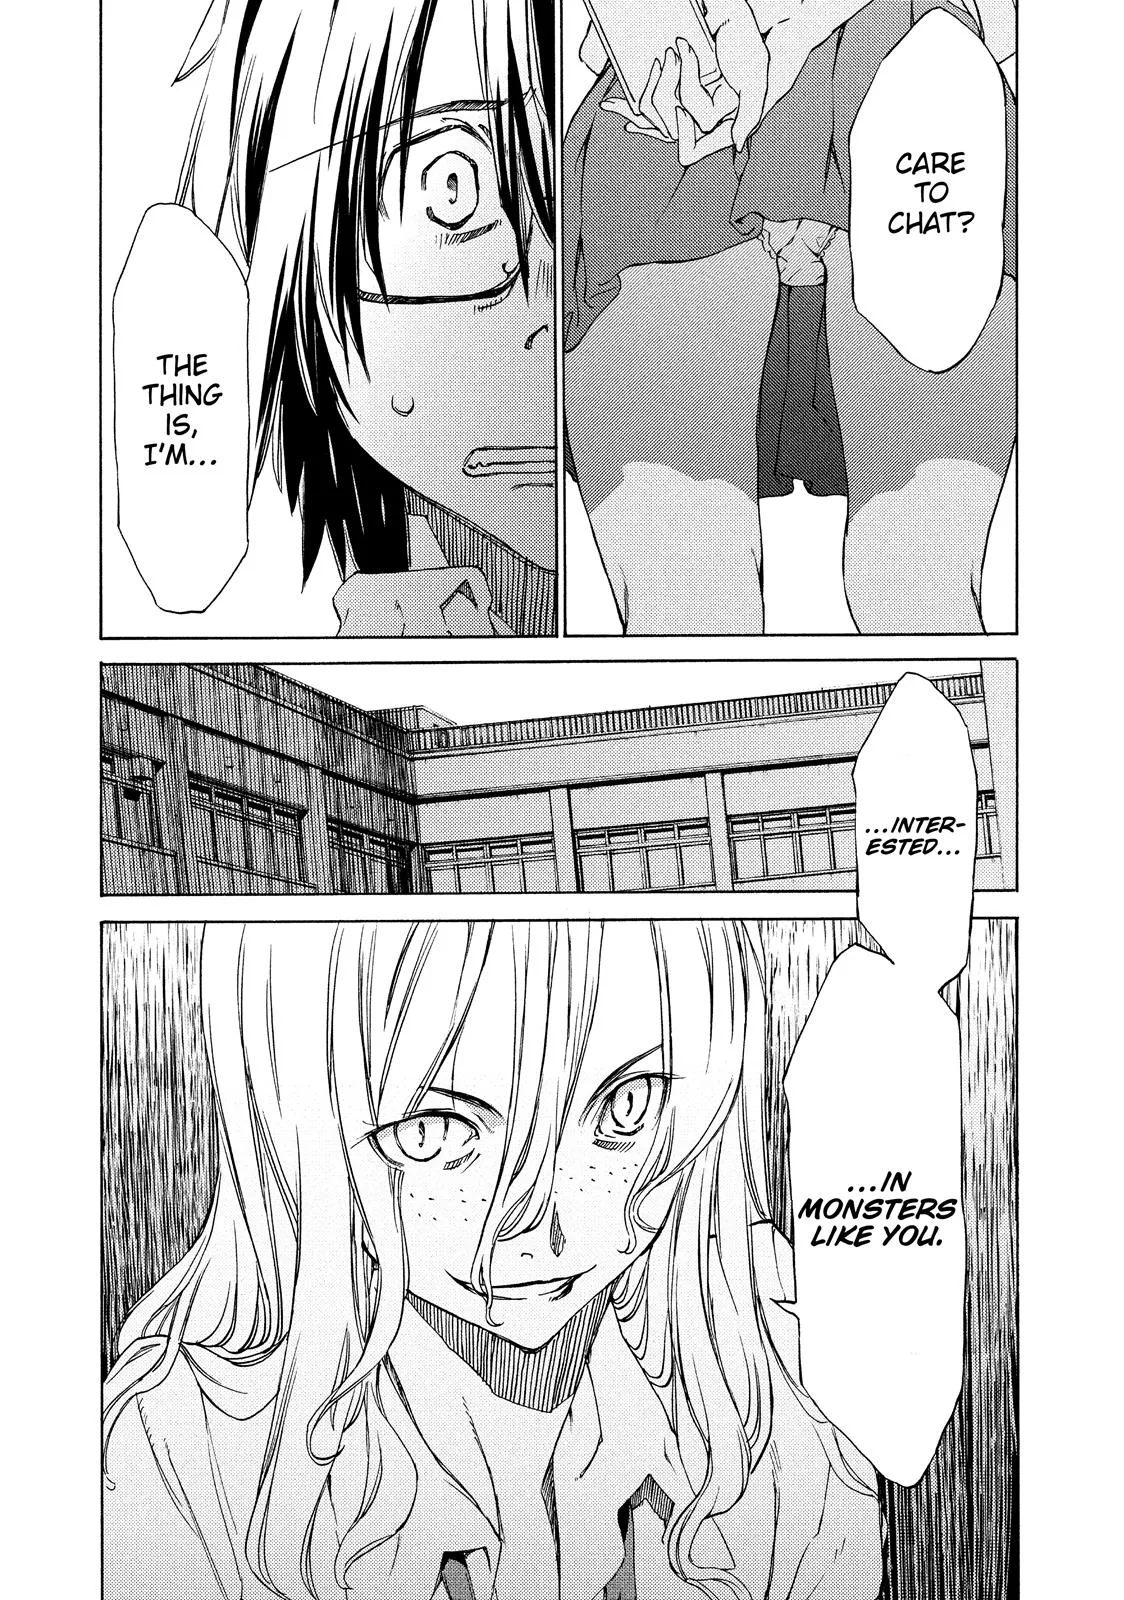 CARE
TO
CHAT?
THE
THING
IS,
I'M...
...INTER-
ESTED...
...IN
MONSTERS
LIKE YOU.